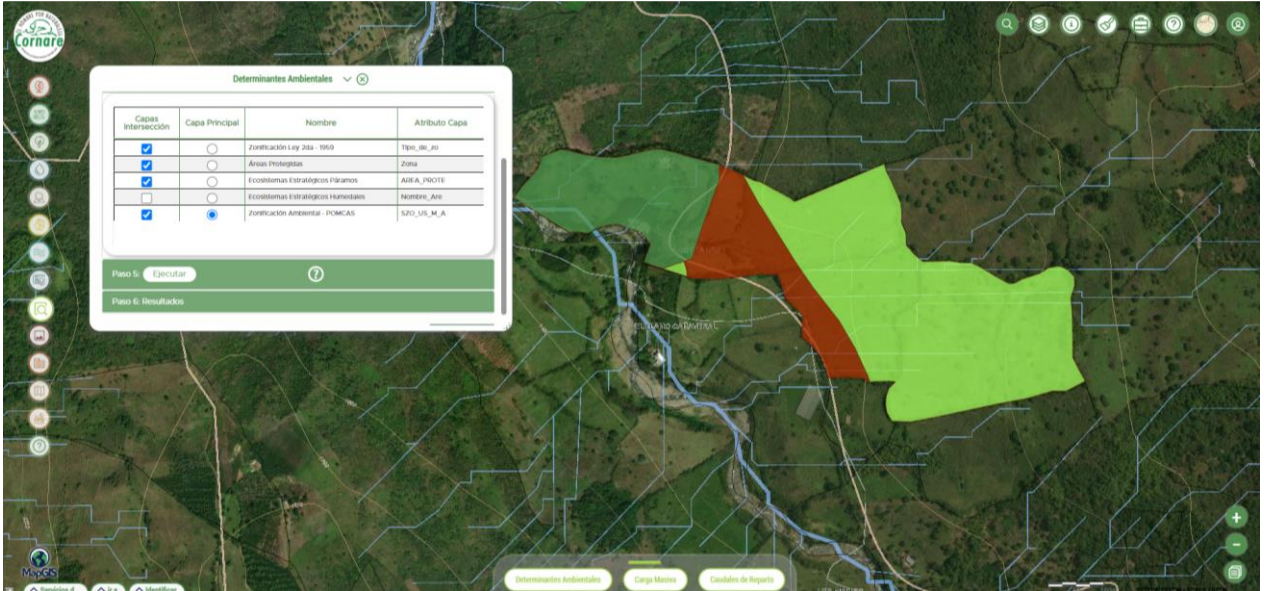 Cornare
Determinantes Ambientales
Capas Intersección Capa Principal Nombre Atributo Capa
Zonificación Ley 2da - 1959 Tipo_de_zo
Áreas Protegidas Zona
Ecosistemas Estratégicos Páramos AREA_PROTE
Ecosistemas Estratégicos Humedales Nombre_Are
Zonificación Ambiental - POMCAS SZO_US_M_A
Paso 5: Ejecutar ?
Paso 6: Resultados
MapGIS
Determinantes Ambientales Carga Masiva Caudales de Reparto
Servicios d Ir a Identificar